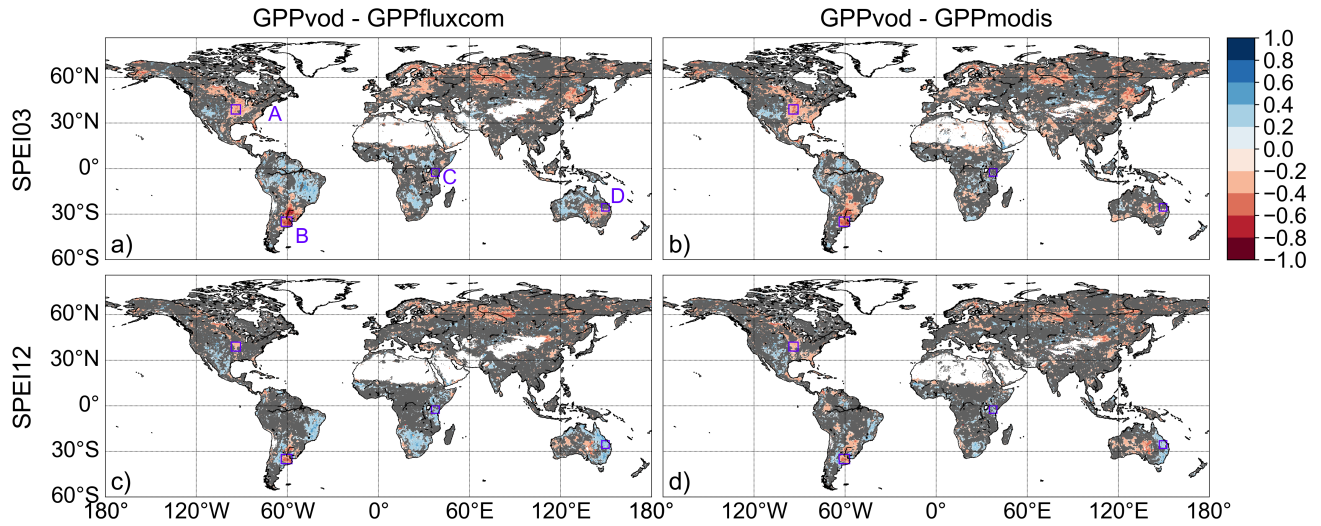 GPPvod - GPPfluxcom
GPPvod - GPPmodis
SPEI03
60°N
30°N
0°
30°S
60°S
A
B
C
D
a)
b)
1.0
0.8
0.6
0.4
0.2
0.0
−0.2
−0.4
−0.6
−0.8
−1.0
SPEI12
60°N
30°N
0°
30°S
60°S
c)
d)
180°
120°W
60°W
0°
60°E
120°E
180°
120°W
60°W
0°
60°E
120°E
180°